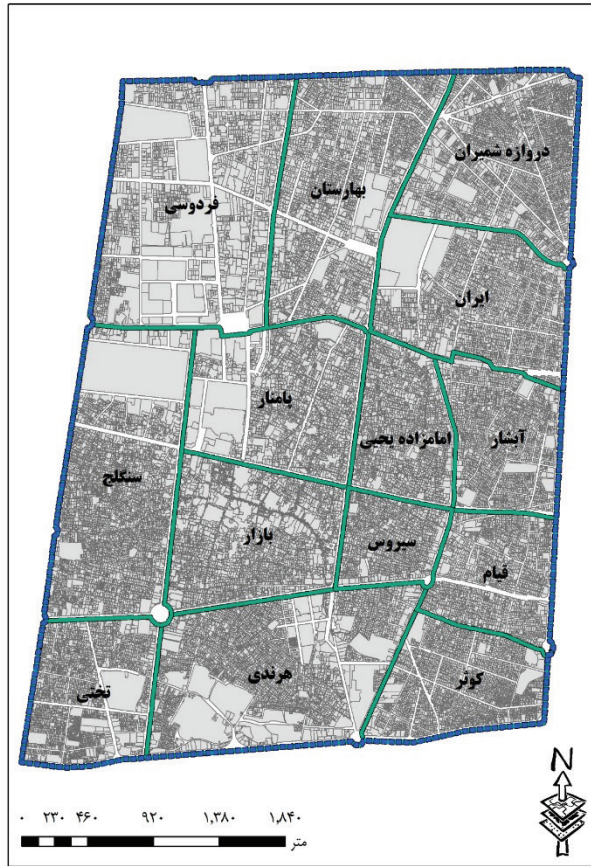 دروازه شمیران
بهارستان
فردوسی
ایران
پامنار
امامزاده یحیی
آبشار
سنگلج
بازار
سیروس
قیام
هرندی
کوثر
تختی
N
۰ ۲۳۰ ۴۶۰ ۹۲۰ ۱,۳۸۰ ۱,۸۴۰
متر